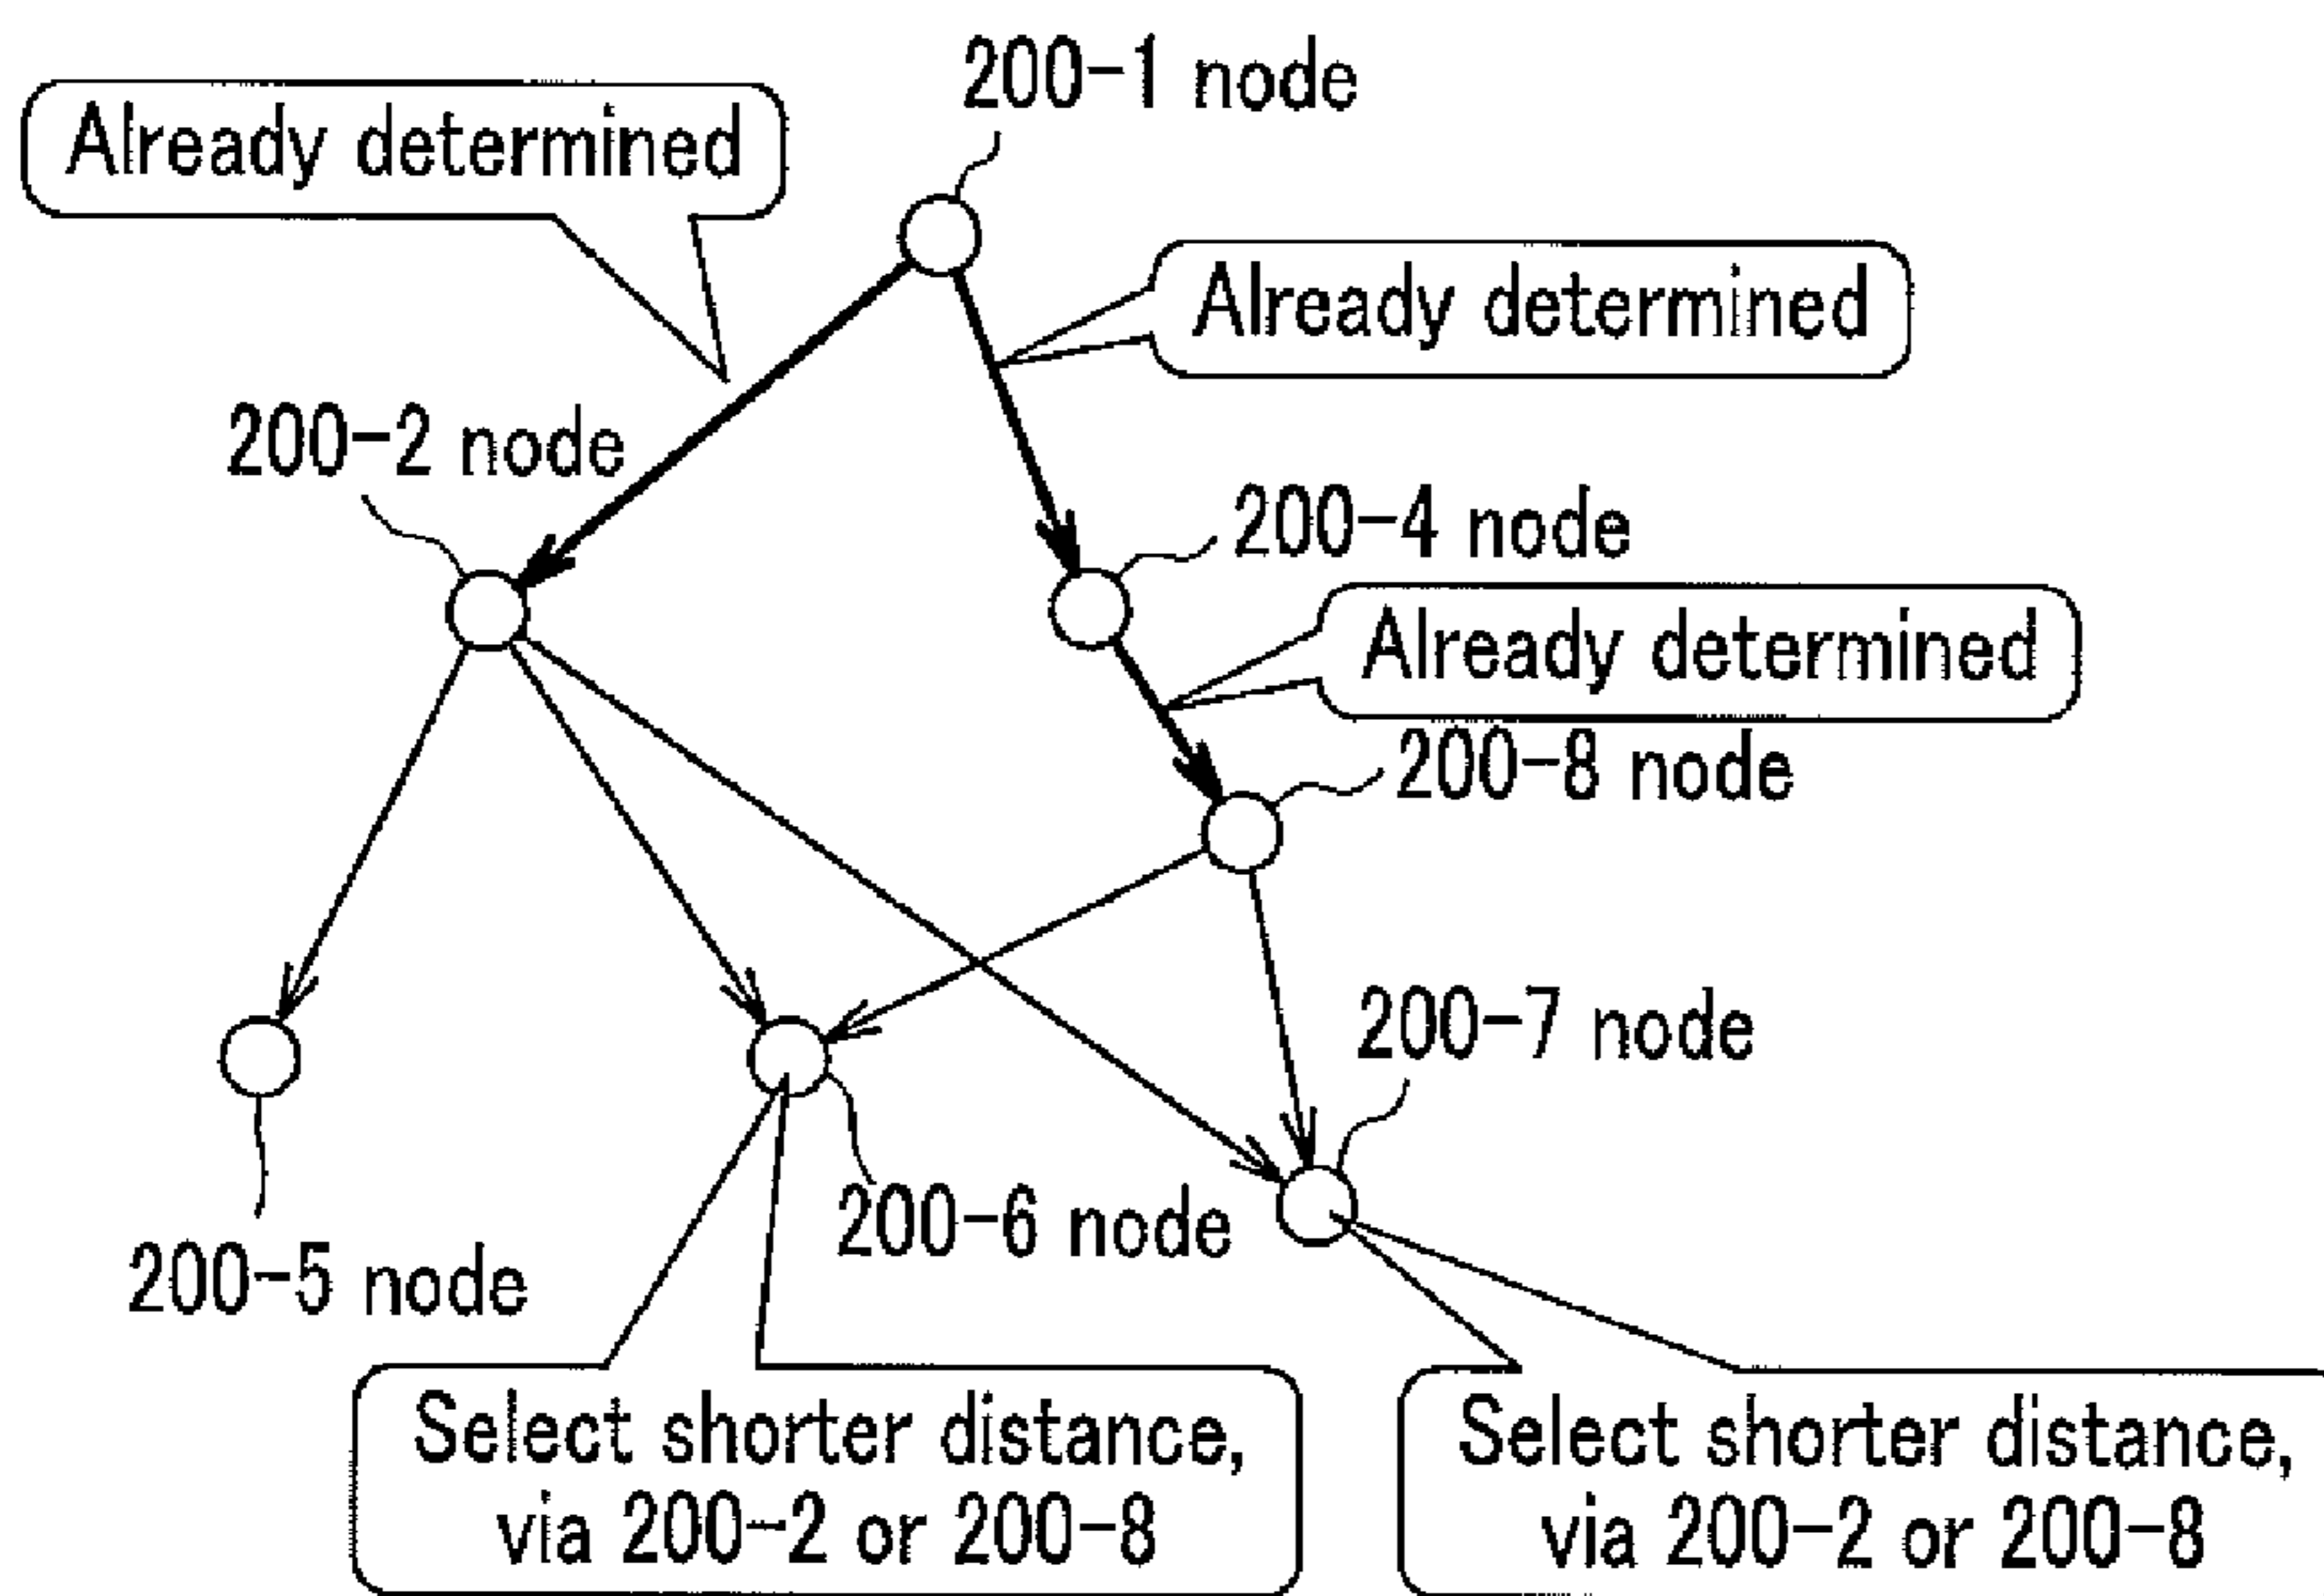 200-1 node
Already determined
Already determined
200-2 node
200-4 node
Already determined
200-8 node
200-7 node
200-6 node
200-5 node
Select shorter distance,
via 200-2 or 200-8
Select shorter distance,
via 200-2 or 200-8